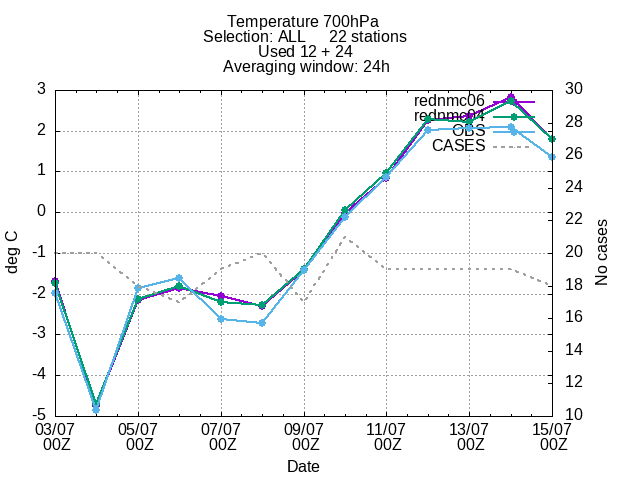 Temperature 700hPa
Selection: ALL 22 stations
Used 12 + 24
Averaging window: 24h
3 30
rednmc06
rednmc04
2 28
OBS
CASES
26
1 24
0 22
-1 20
-2 18
-3 16
-4 14
12
-5 10
deg C
No cases
03/07 05/07 07/07 09/07 11/07 13/07 15/07
00Z 00Z 00Z 00Z 00Z 00Z 00Z
Date